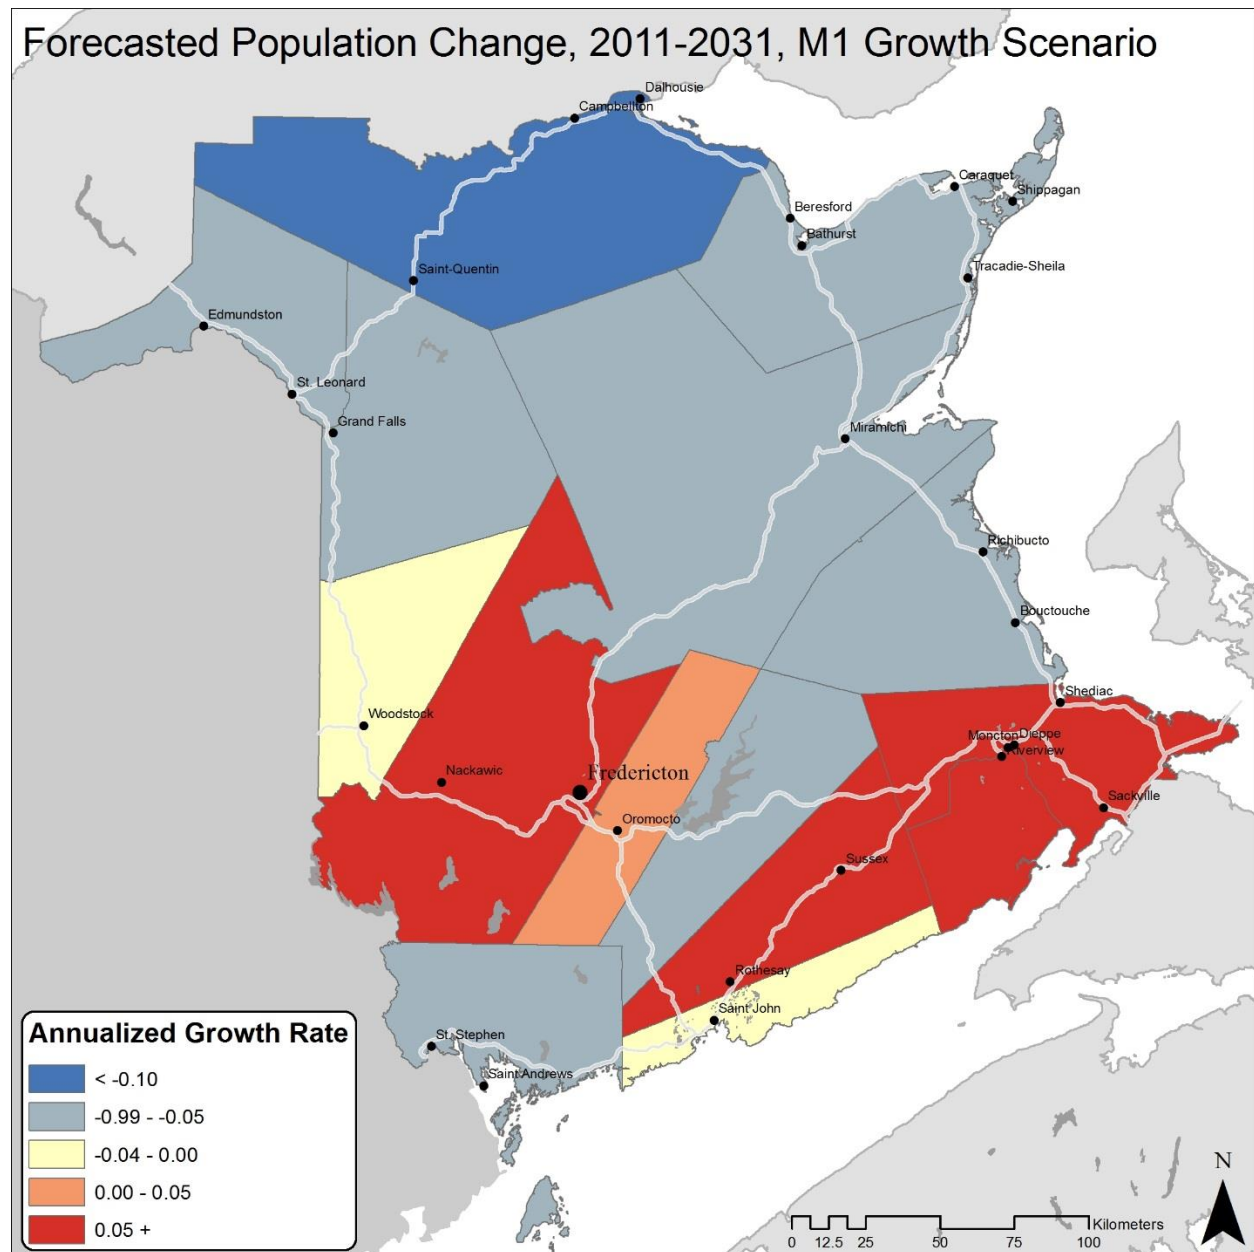 Forecasted Population Change, 2011-2031, M1 Growth Scenario
Dalhousie
Campbellton
Caraquet
Shippagan
Beresford
Bathurst
Saint-Quentin
Tracadie-Sheila
Edmundston
St. Leonard
Grand Falls
Miramichi
Richibucto
Bouctouche
Shediac
Woodstock
Moncton
Dieppe
Riverview
Nackawic
Fredericton
Sackville
Oromocto
Sussex
Rothesay
Saint John
St. Stephen
Saint Andrews
Annualized Growth Rate
< -0.10
-0.99 - -0.05
-0.04 - 0.00
0.00 - 0.05
0.05 +
N
Kilometers
0 12.5 25 50 75 100